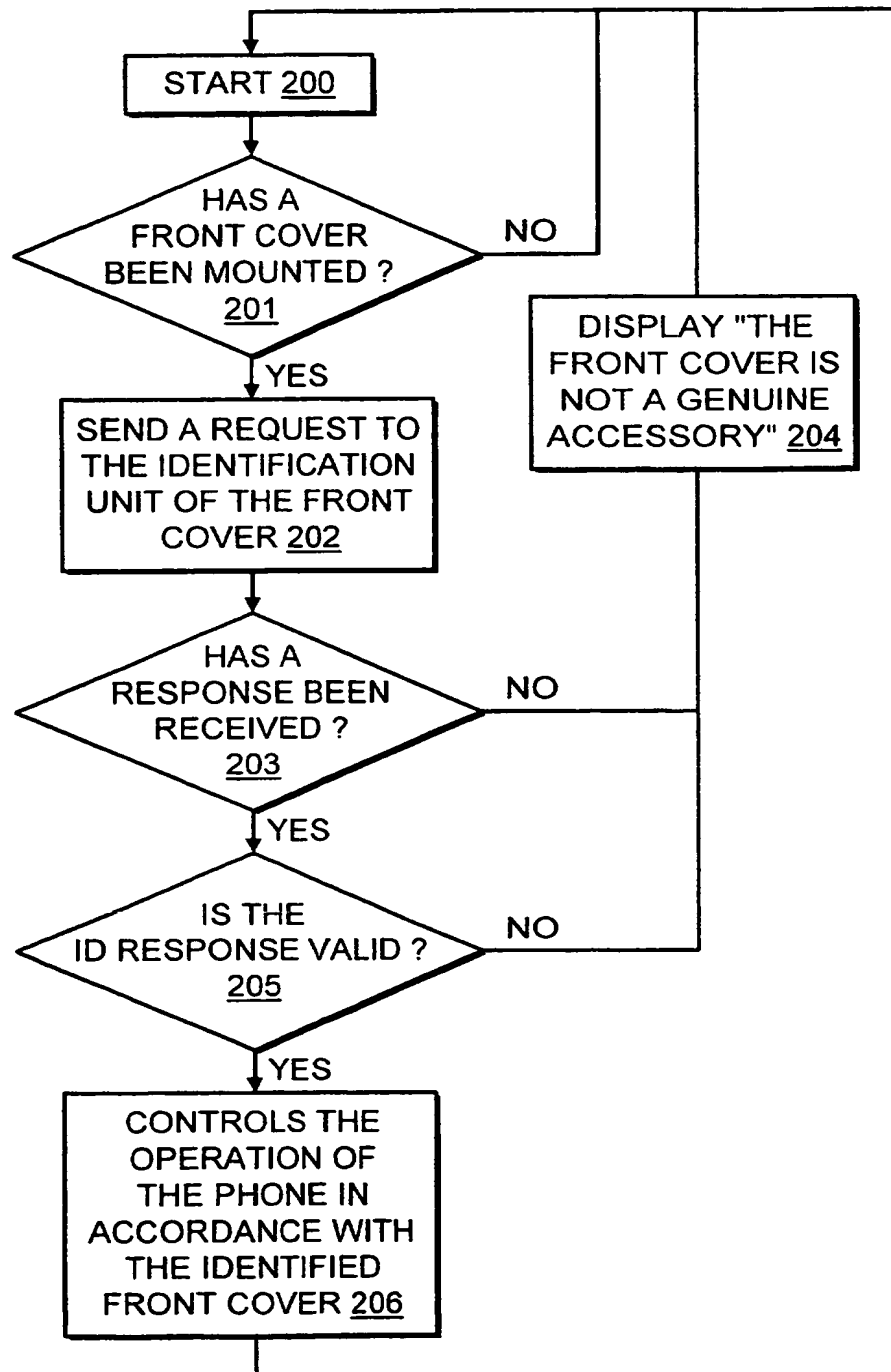 START 200
HAS A
FRONT COVER
BEEN MOUNTED ?
201
NO
YES
DISPLAY "THE
FRONT COVER IS
NOT A GENUINE
ACCESSORY" 204
SEND A REQUEST TO
THE IDENTIFICATION
UNIT OF THE FRONT
COVER 202
HAS A
RESPONSE BEEN
RECEIVED ?
203
NO
YES
IS THE
ID RESPONSE VALID ?
205
NO
YES
CONTROLS THE
OPERATION OF
THE PHONE IN
ACCORDANCE WITH
THE IDENTIFIED
FRONT COVER 206